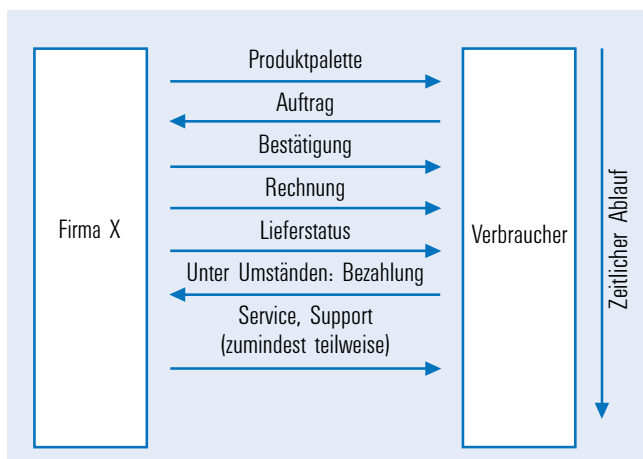 Produktpalette
Auftrag
Bestätigung
Rechnung
Firma X
Lieferstatus
Verbraucher
Unter Umständen: Bezahlung
Service, Support
(zumindest teilweise)
Zeitlicher Ablauf